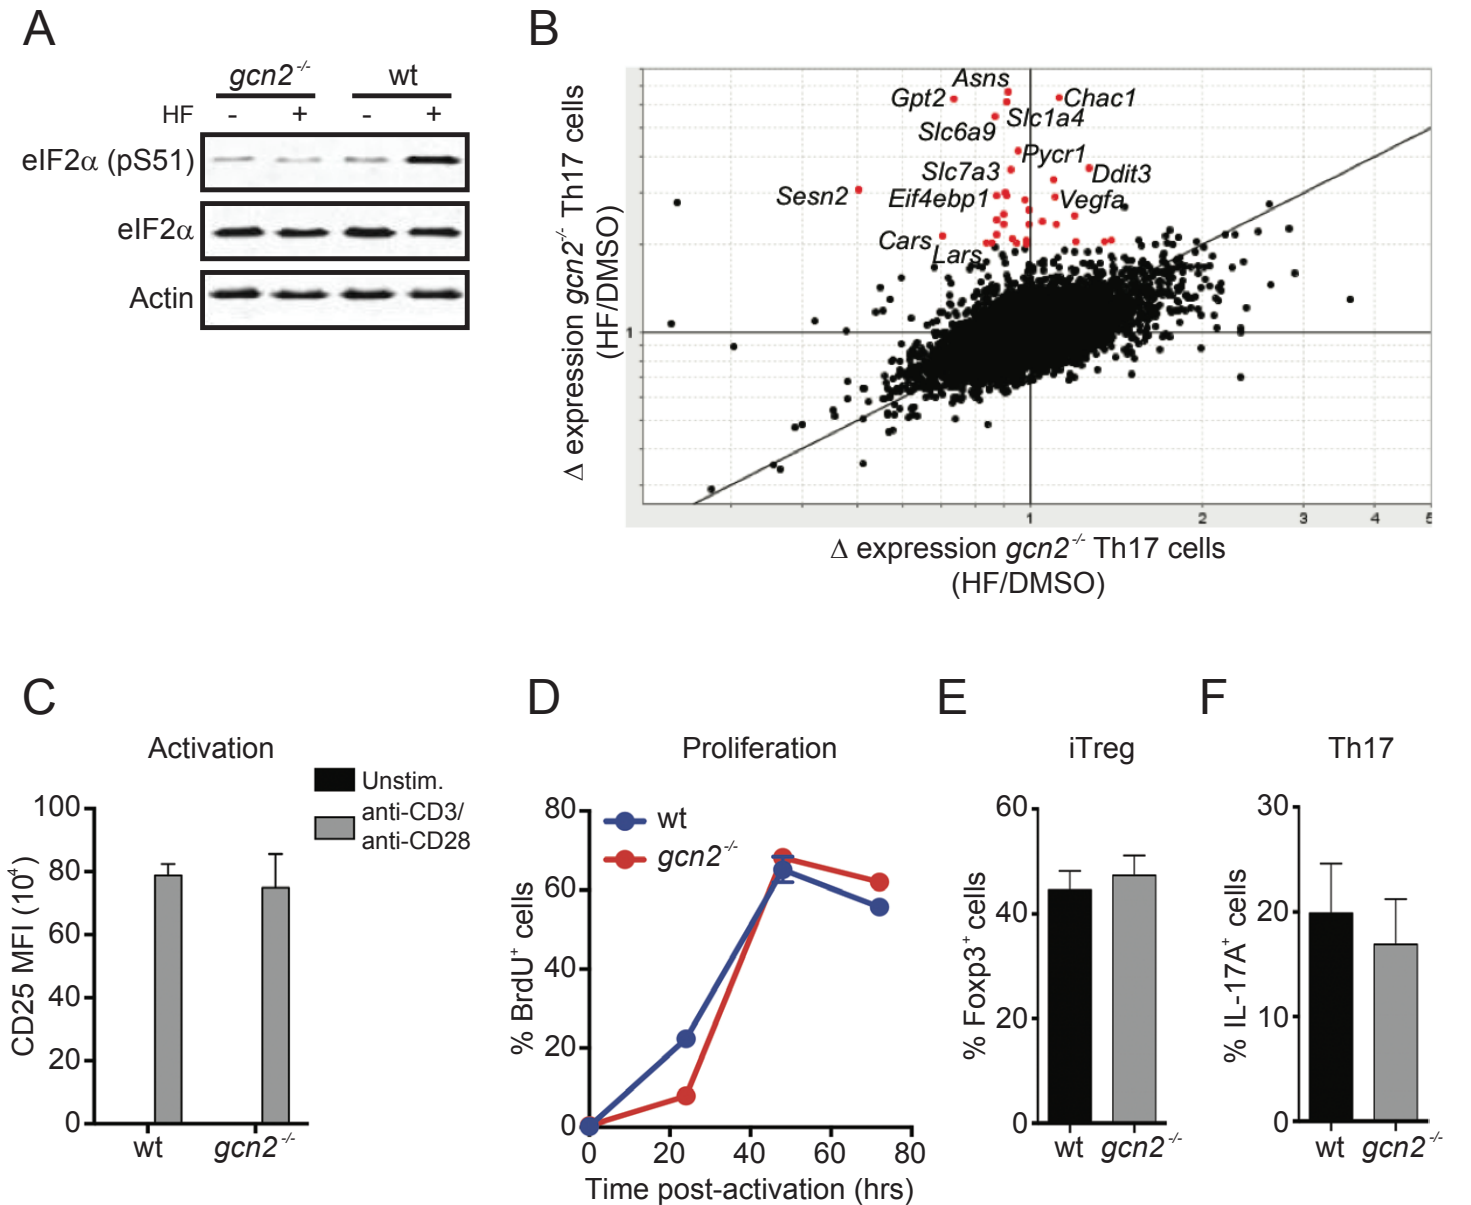 A
gcn2 -/- wt
HF - + - +
eIF2α (pS51)
eIF2α
Actin
B
Δ expression gcn2-/- Th17 cells
(HF/DMSO)
Asns
Gpt2
Chac1
Slc1a4
Slc6a9
Pycr1
Slc7a3
Ddit3
Sesn2
Eif4ebp1
Vegfa
Cars
Lars
1
1 2 3 4 5
Δ expression gcn2-/- Th17 cells
(HF/DMSO)
C
Activation
Unstim.
anti-CD3/
anti-CD28
CD25 MFI (10⁴)
100
80
60
40
20
0
wt gcn2-/-
D
Proliferation
wt
gcn2-/-
% BrdU+ cells
80
60
40
20
0
0 20 40 60 80
Time post-activation (hrs)
E
iTreg
% Foxp3+ cells
60
40
20
0
wt gcn2-/-
F
Th17
% IL-17A+ cells
30
20
10
0
wt gcn2-/-